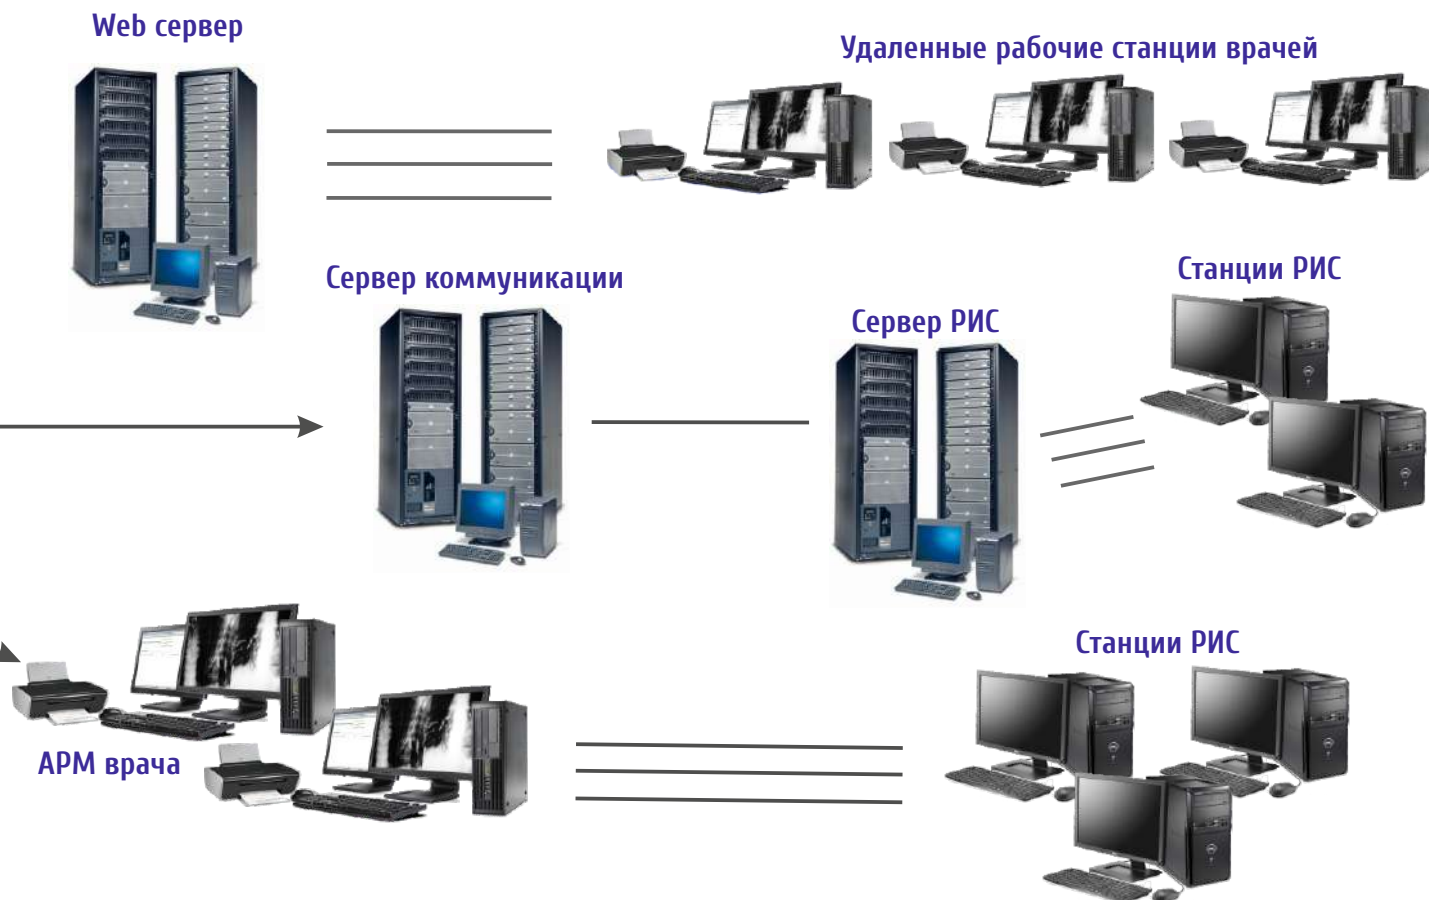 Web сервер
Удаленные рабочие станции врачей
Сервер коммуникации
Станции РИС
Сервер РИС
Станции РИС
АРМ врача